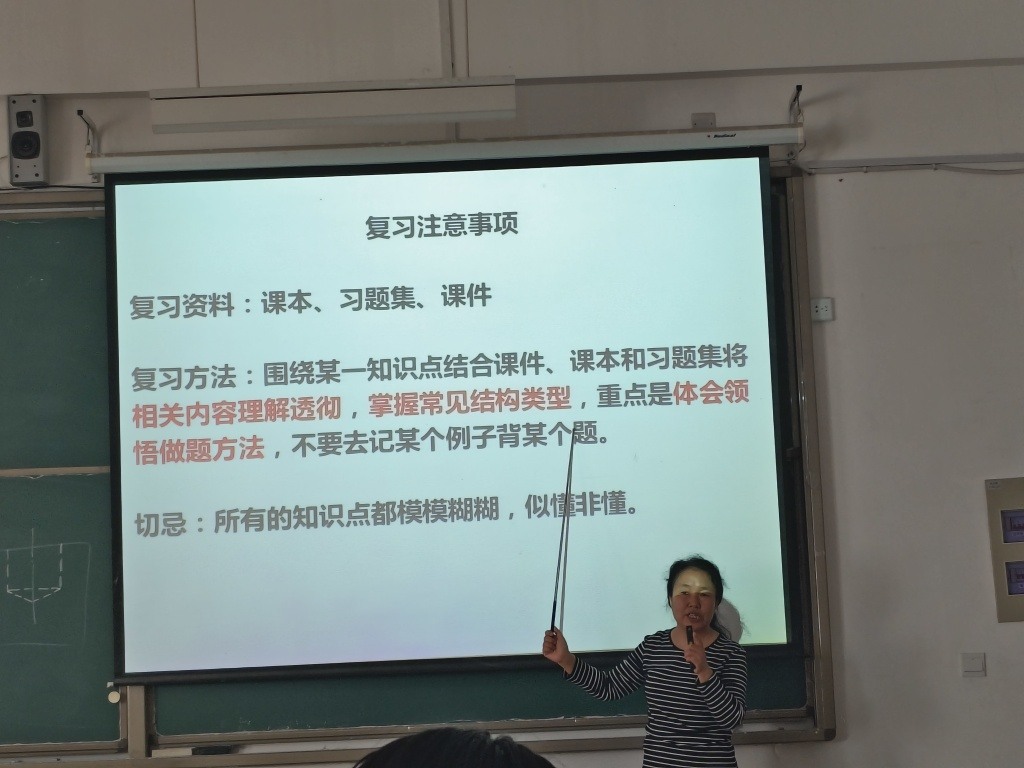 复习注意事项
复习资料：课本、习题集、课件
复习方法：围绕某一知识点结合课件、课本和习题集将
相关内容理解透彻，掌握常见结构类型，重点是体会领
悟做题方法，不要去记某个例子背某个题。
切忌：所有的知识点都模模糊糊，似懂非懂。